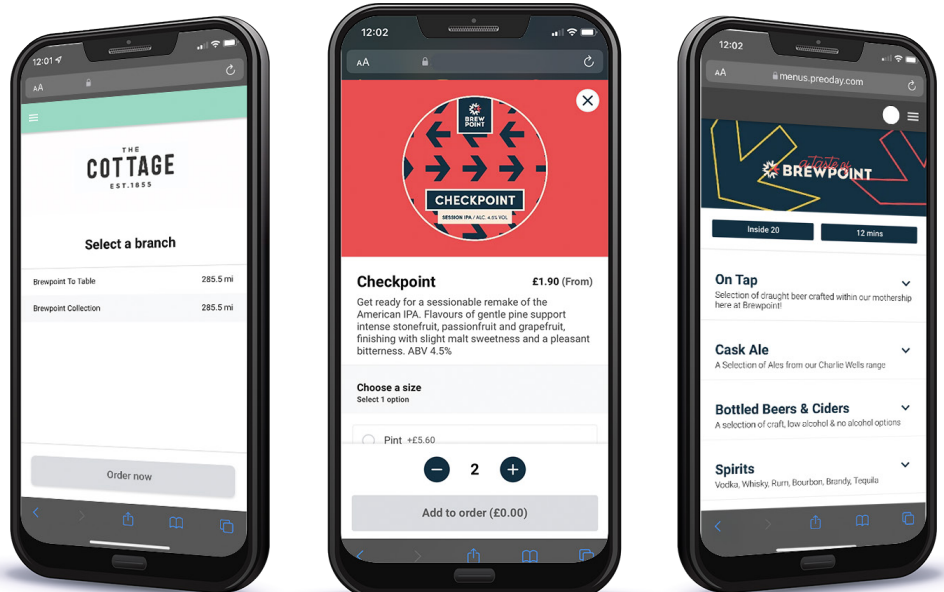 12:01
AA
THE
COTTAGE
EST.1855
Select a branch
Brewpoint To Table 285.5 mi
Brewpoint Collection 285.5 mi
Order now
12:02
AA
BREW
POINT
CHECKPOINT
SESSION IPA / ALC. 4.5% VOL
Checkpoint £1.90 (From)
Get ready for a sessionable remake of the
American IPA. Flavours of gentle pine support
intense stonefruit, passionfruit and grapefruit,
finishing with slight malt sweetness and a pleasant
bitterness. ABV 4.5%
Choose a size
Select 1 option
Pint +£5.60
2
Add to order (£0.00)
12:02
AA menus.preoday.com
a taste of
BREWPOINT
Inside 20 12 mins
On Tap
Selection of draught beer crafted within our mothership
here at Brewpoint!
Cask Ale
A Selection of Ales from our Charlie Wells range
Bottled Beers & Ciders
A selection of craft, low alcohol & no alcohol options
Spirits
Vodka, Whisky, Rum, Bourbon, Brandy, Tequila